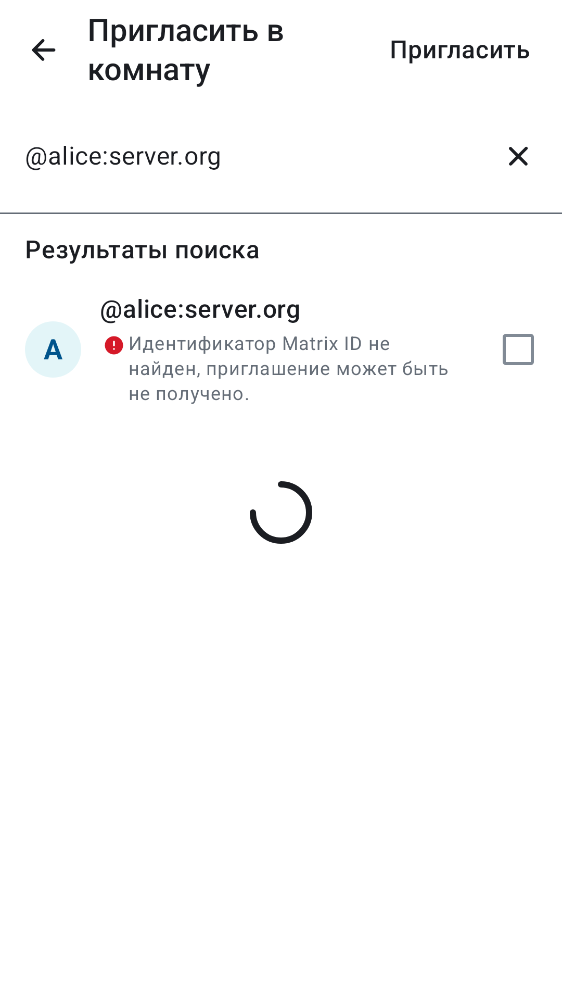 Пригласить в
комнату
Пригласить
@alice:server.org
Результаты поиска
@alice:server.org
A
Идентификатор Matrix ID не
найден, приглашение может быть
не получено.